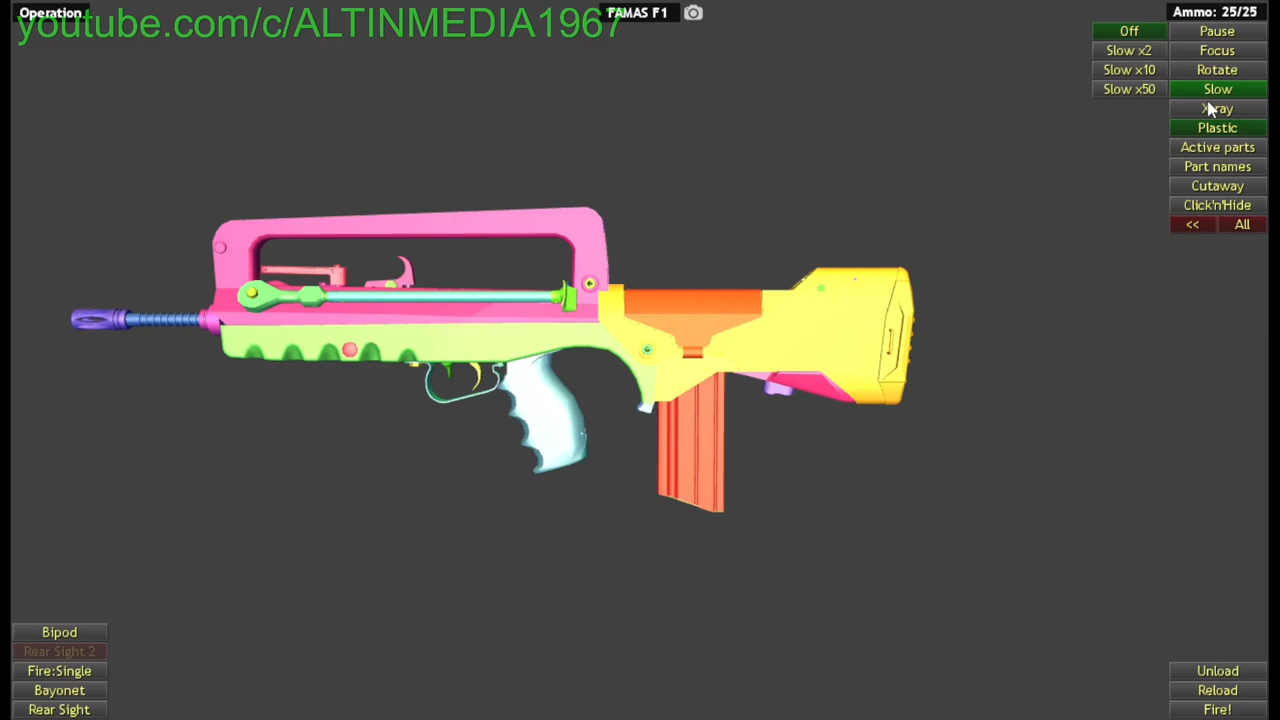 Operation
youtube.com/c/ALTINMEDIA1967
FAMAS F1
Ammo: 25/25
Off
Pause
Slow x2
Focus
Slow x10
Rotate
Slow x50
Slow
X-ray
Plastic
Active parts
Part names
Cutaway
Click'n'Hide
<< All
Bipod
Rear Sight 2
Fire:Single
Bayonet
Rear Sight
Unload
Reload
Fire!